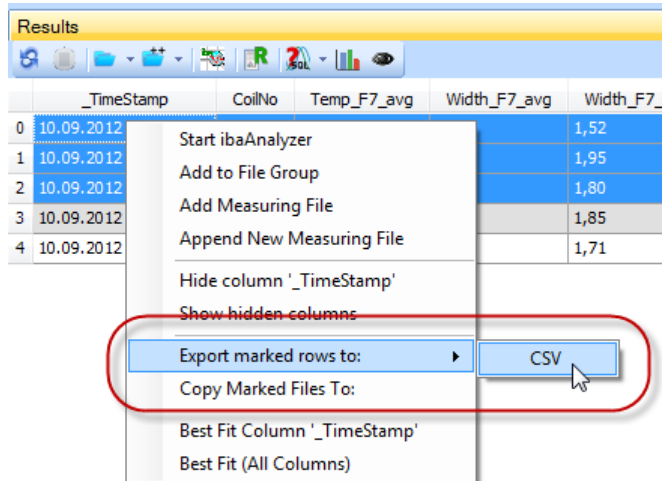 Results
R SQL
_TimeStamp CoilNo Temp_F7_avg Width_F7_avg Width_F7_
0 10.09.2012 1,52
1 10.09.2012 1,95
2 10.09.2012 1,80
3 10.09.2012 1,85
4 10.09.2012 1,71
Start ibaAnalyzer
Add to File Group
Add Measuring File
Append New Measuring File
Hide column '_TimeStamp'
Show hidden columns
Export marked rows to: CSV
Copy Marked Files To:
Best Fit Column '_TimeStamp'
Best Fit (All Columns)